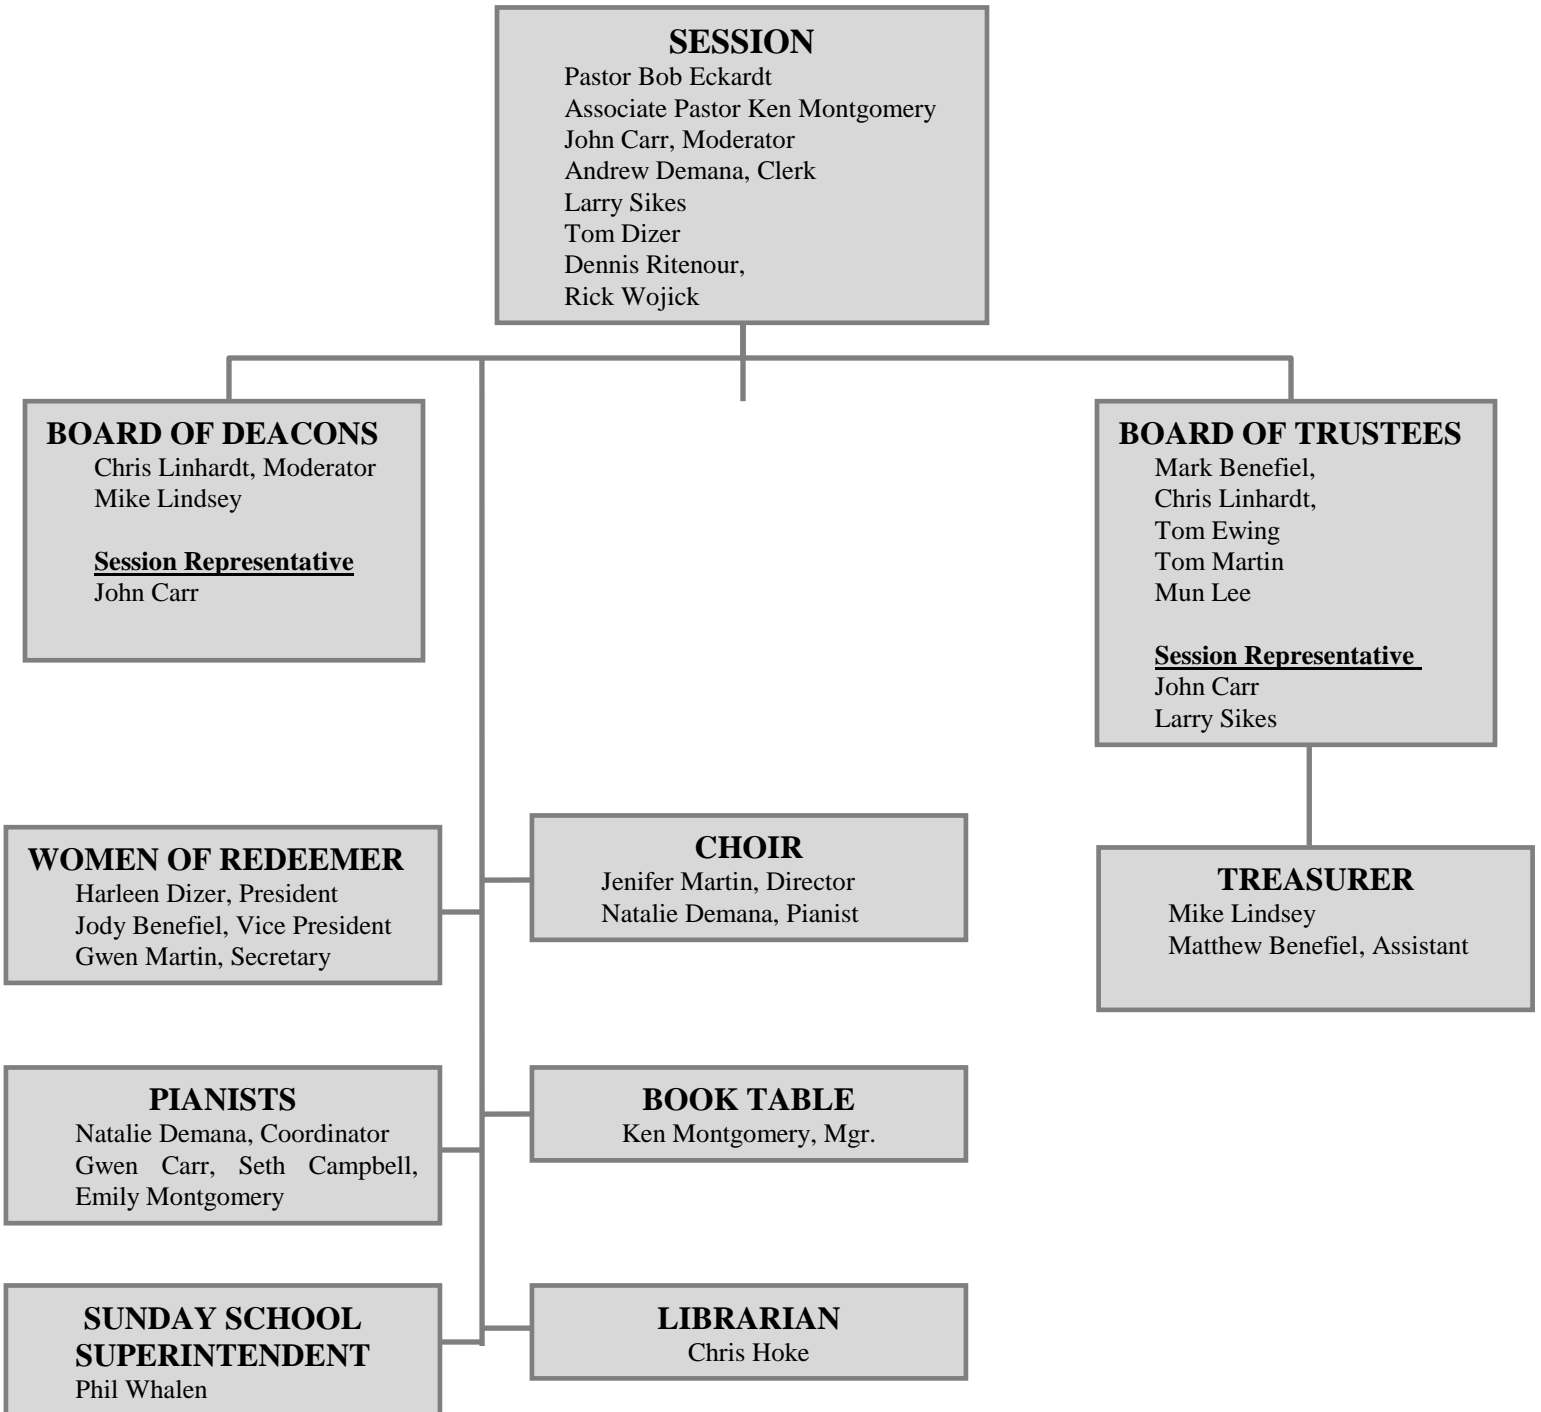 SESSION
Pastor Bob Eckardt
Associate Pastor Ken Montgomery
John Carr, Moderator
Andrew Demana, Clerk
Larry Sikes
Tom Dizer
Dennis Ritenour,
Rick Wojick
BOARD OF DEACONS
Chris Linhardt, Moderator
Mike Lindsey
Session Representative
John Carr
BOARD OF TRUSTEES
Mark Benefiel,
Chris Linhardt,
Tom Ewing
Tom Martin
Mun Lee
Session Representative
John Carr
Larry Sikes
WOMEN OF REDEEMER
Harleen Dizer, President
Jody Benefiel, Vice President
Gwen Martin, Secretary
CHOIR
Jenifer Martin, Director
Natalie Demana, Pianist
TREASURER
Mike Lindsey
Matthew Benefiel, Assistant
PIANISTS
Natalie Demana, Coordinator
Gwen Carr, Seth Campbell,
Emily Montgomery
BOOK TABLE
Ken Montgomery, Mgr.
SUNDAY SCHOOL
SUPERINTENDENT
Phil Whalen
LIBRARIAN
Chris Hoke